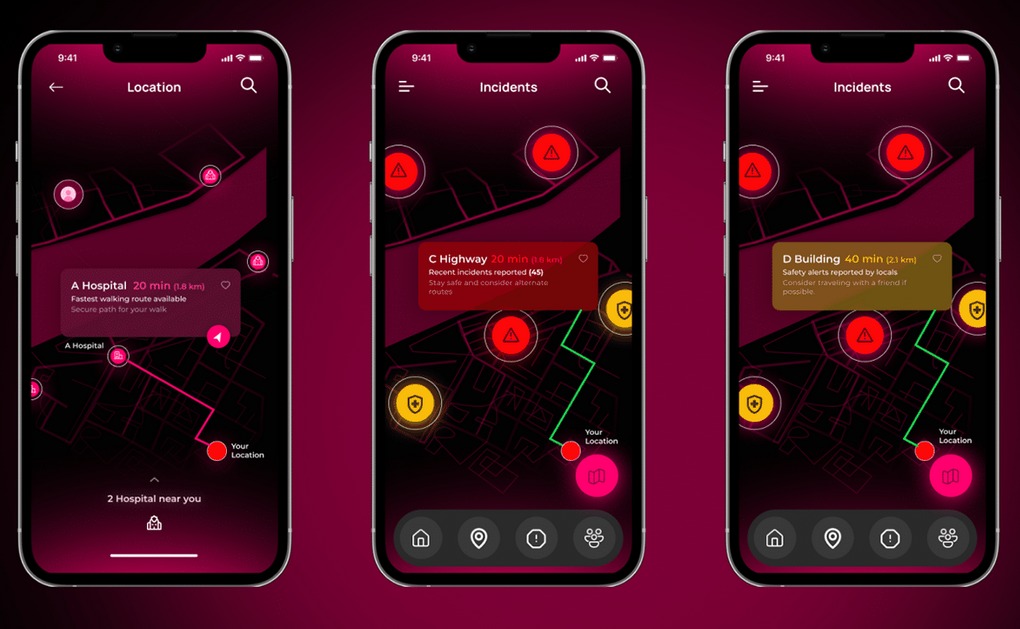 9:41
Location
A Hospital 20 min (1.8 km)
Fastest walking route available
Secure path for your walk
A Hospital
Your
Location
2 Hospital near you
9:41
Incidents
C Highway 20 min (1.8 km)
Recent incidents reported (45)
Stay safe and consider alternate
routes
Your
Location
9:41
Incidents
D Building 40 min (2.1 km)
Safety alerts reported by locals
Consider traveling with a friend if
possible.
Your
Location